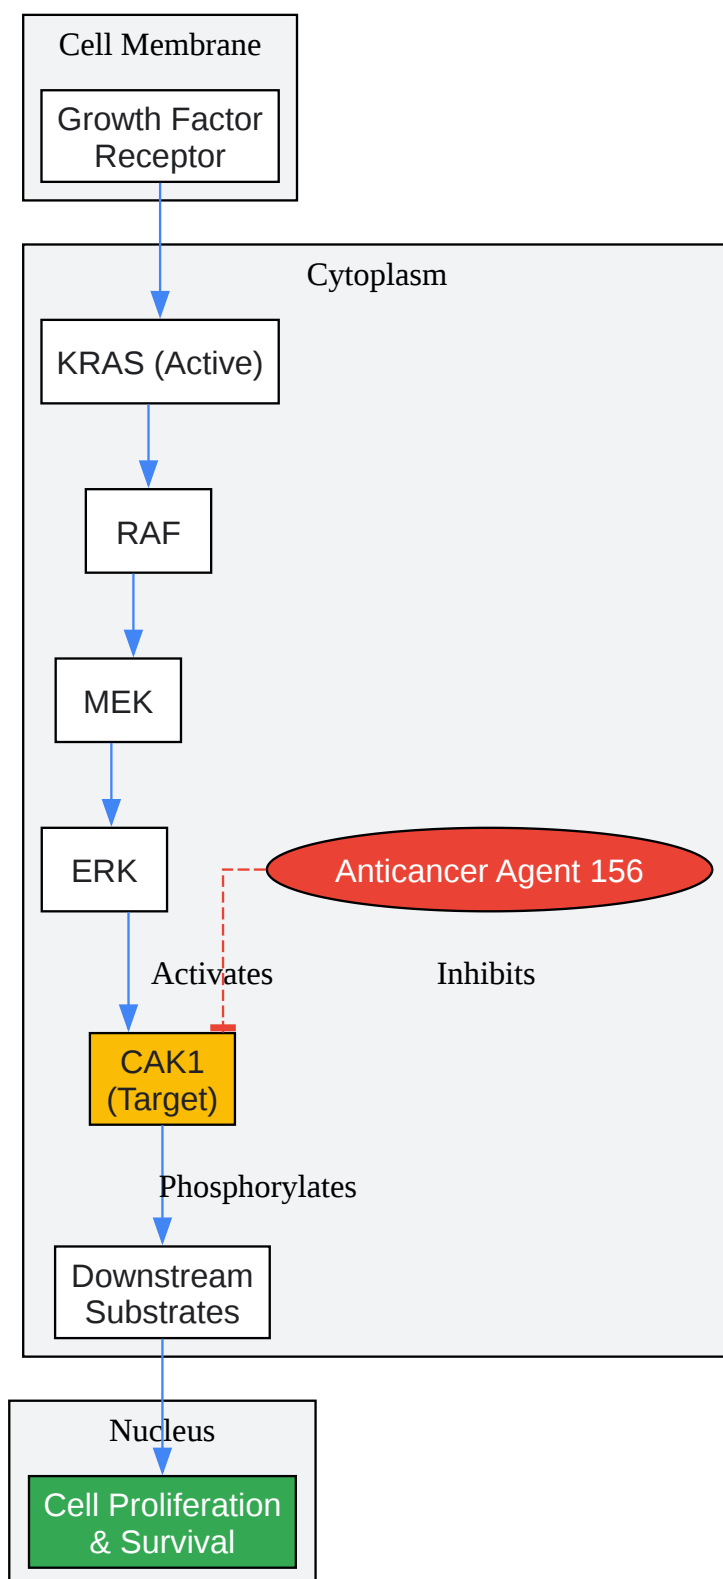 Cell Membrane
Growth Factor
Receptor
Cytoplasm
KRAS (Active)
RAF
MEK
ERK
Anticancer Agent 156
Activates
Inhibits
CAK1
(Target)
Phosphorylates
Downstream
Substrates
Nucleus
Cell Proliferation
& Survival